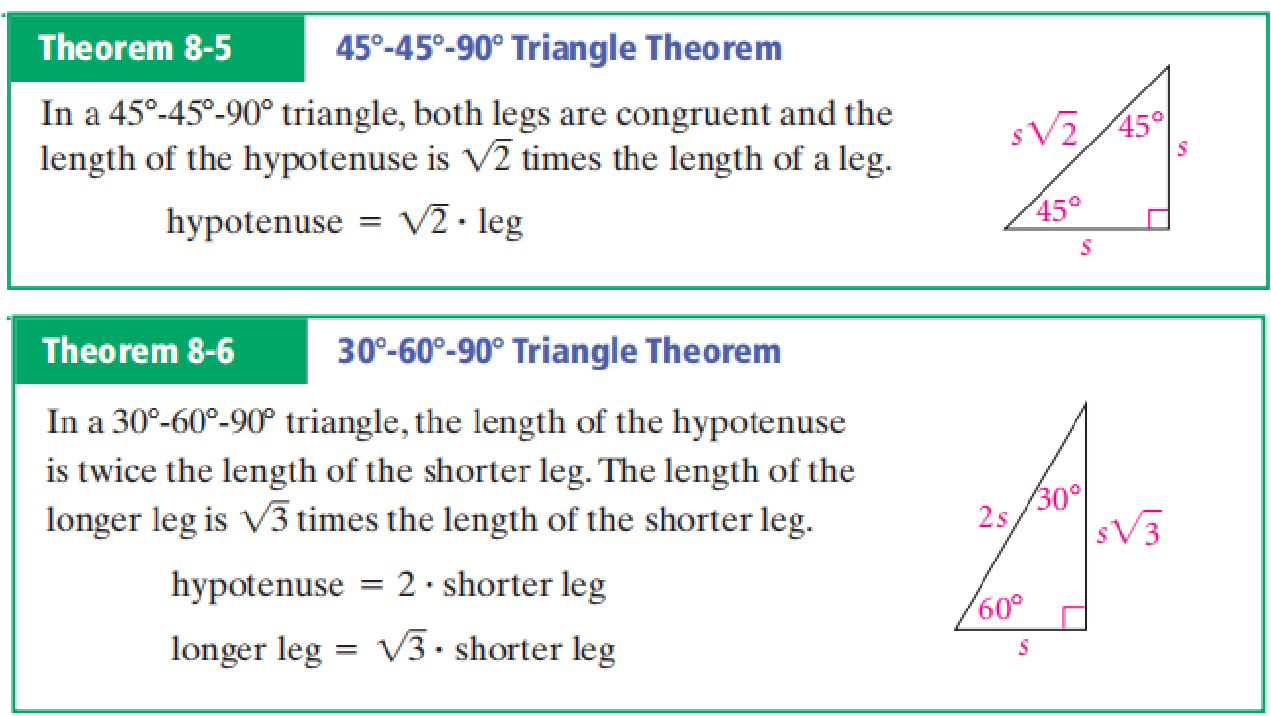 Theorem 8-5 45°-45°-90° Triangle Theorem
In a 45°-45°-90° triangle, both legs are congruent and the
length of the hypotenuse is √2 times the length of a leg.
hypotenuse = √2 · leg
s√2
45°
s
45°
s
Theorem 8-6 30°-60°-90° Triangle Theorem
In a 30°-60°-90° triangle, the length of the hypotenuse
is twice the length of the shorter leg. The length of the
longer leg is √3 times the length of the shorter leg.
hypotenuse = 2 · shorter leg
longer leg = √3 · shorter leg
30°
2s
s√3
60°
s